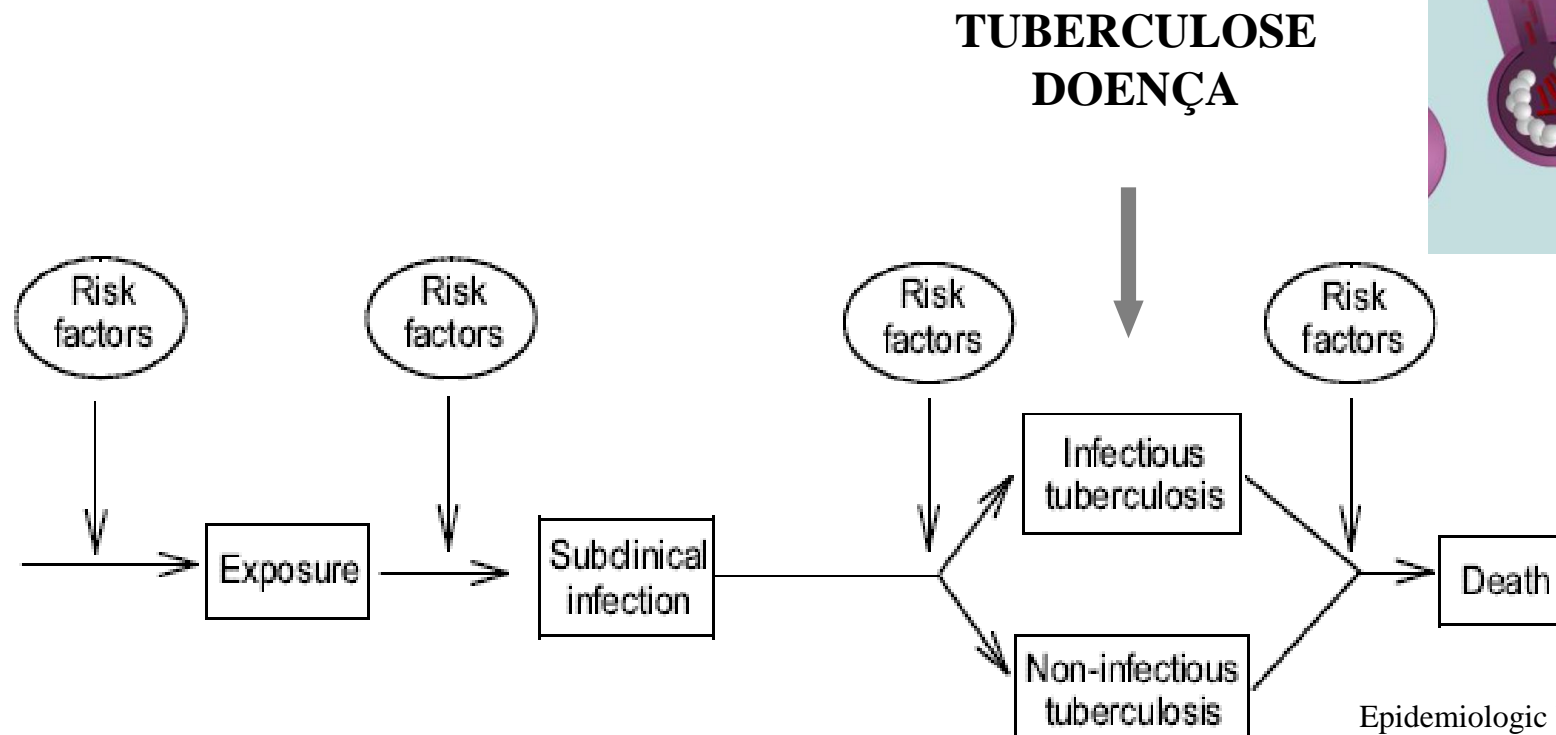 TUBERCULOSE
DOENÇA
Risk
factors
Risk
factors
Risk
factors
Risk
factors
Exposure
Subclinical
infection
Infectious
tuberculosis
Non-infectious
tuberculosis
Death
Epidemiologic